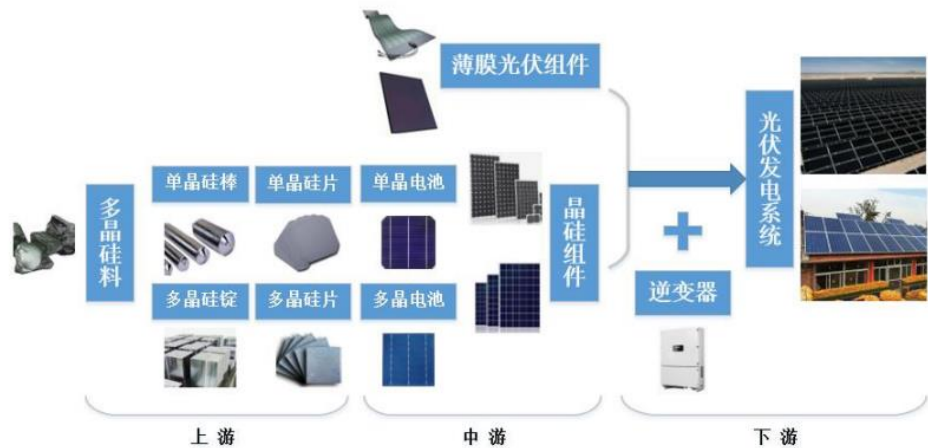 薄膜光伏组件
多晶硅料
单晶硅棒
单晶硅片
单晶电池
多晶硅锭
多晶硅片
多晶电池
晶硅组件
逆变器
光伏发电系统
上游
中游
下游